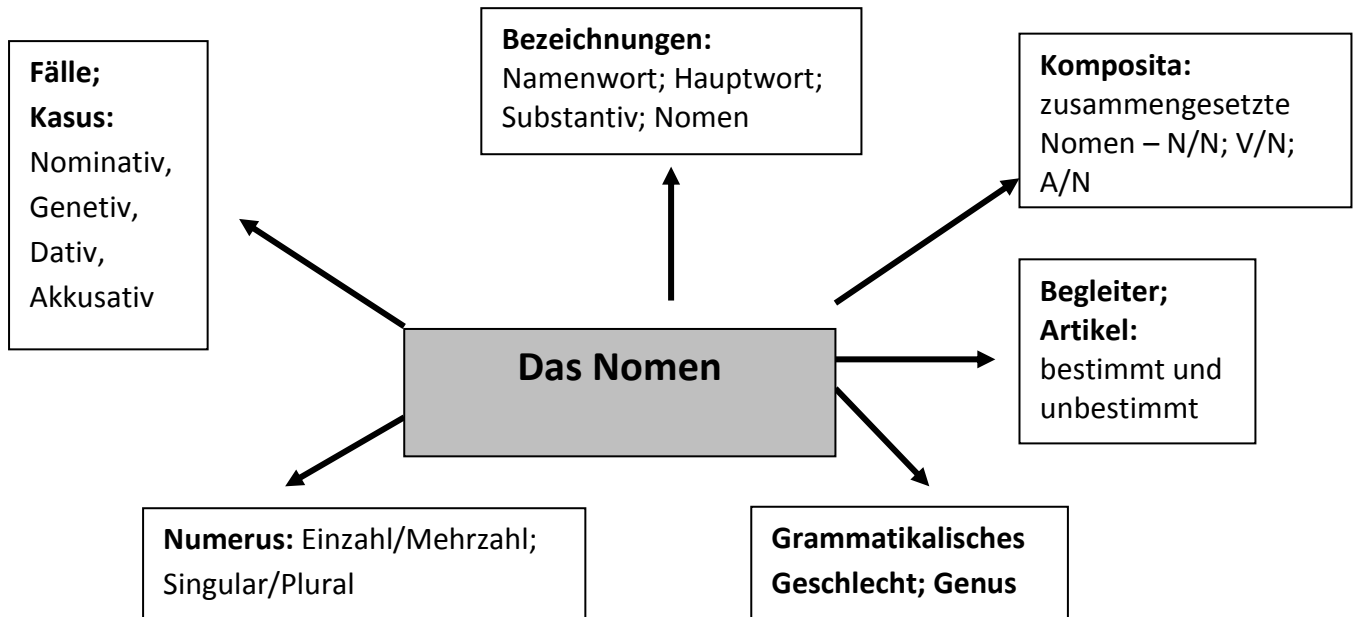 Fälle;
Kasus:
Nominativ,
Genetiv,
Dativ,
Akkusativ
Bezeichnungen:
Namenwort; Hauptwort;
Substantiv; Nomen
Komposita:
zusammengesetzte
Nomen – N/N; V/N;
A/N
Begleiter;
Artikel:
bestimmt und
unbestimmt
Das Nomen
Numerus: Einzahl/Mehrzahl;
Singular/Plural
Grammatikalisches
Geschlecht; Genus